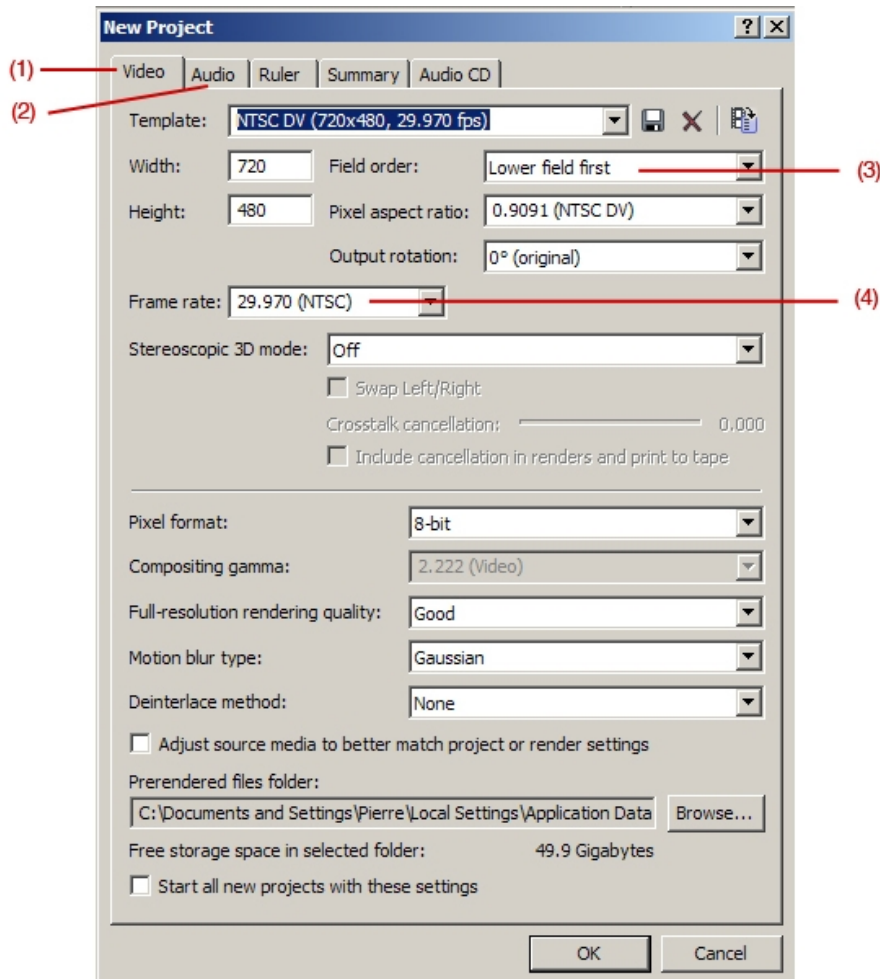 New Project
(1)
Video Audio Ruler Summary Audio CD
(2)
Template: NTSC DV (720x480, 29.970 fps)
Width: 720 Field order: Lower field first (3)
Height: 480 Pixel aspect ratio: 0.9091 (NTSC DV)
Output rotation: 0° (original)
Frame rate: 29.970 (NTSC) (4)
Stereoscopic 3D mode: Off
Swap Left/Right
Crosstalk cancellation: 0.000
Include cancellation in renders and print to tape
Pixel format: 8-bit
Compositing gamma: 2.222 (Video)
Full-resolution rendering quality: Good
Motion blur type: Gaussian
Deinterlace method: None
Adjust source media to better match project or render settings
Prerendered files folder:
C:\Documents and Settings\Pierre\Local Settings\Application Data Browse...
Free storage space in selected folder: 49.9 Gigabytes
Start all new projects with these settings
OK Cancel